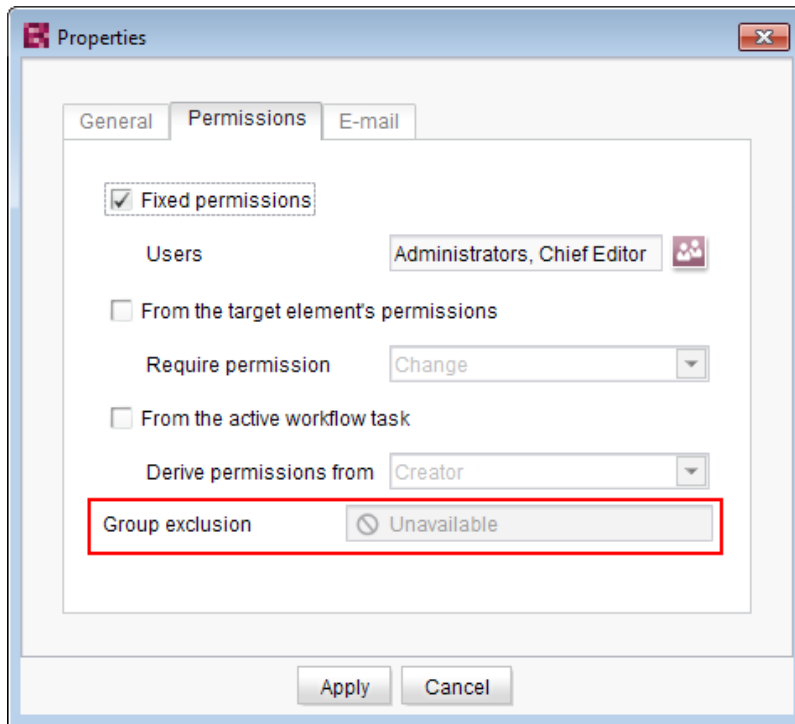 Properties
General Permissions E-mail
Fixed permissions
Users Administrators, Chief Editor
From the target element's permissions
Require permission Change
From the active workflow task
Derive permissions from Creator
Group exclusion Unavailable
Apply Cancel